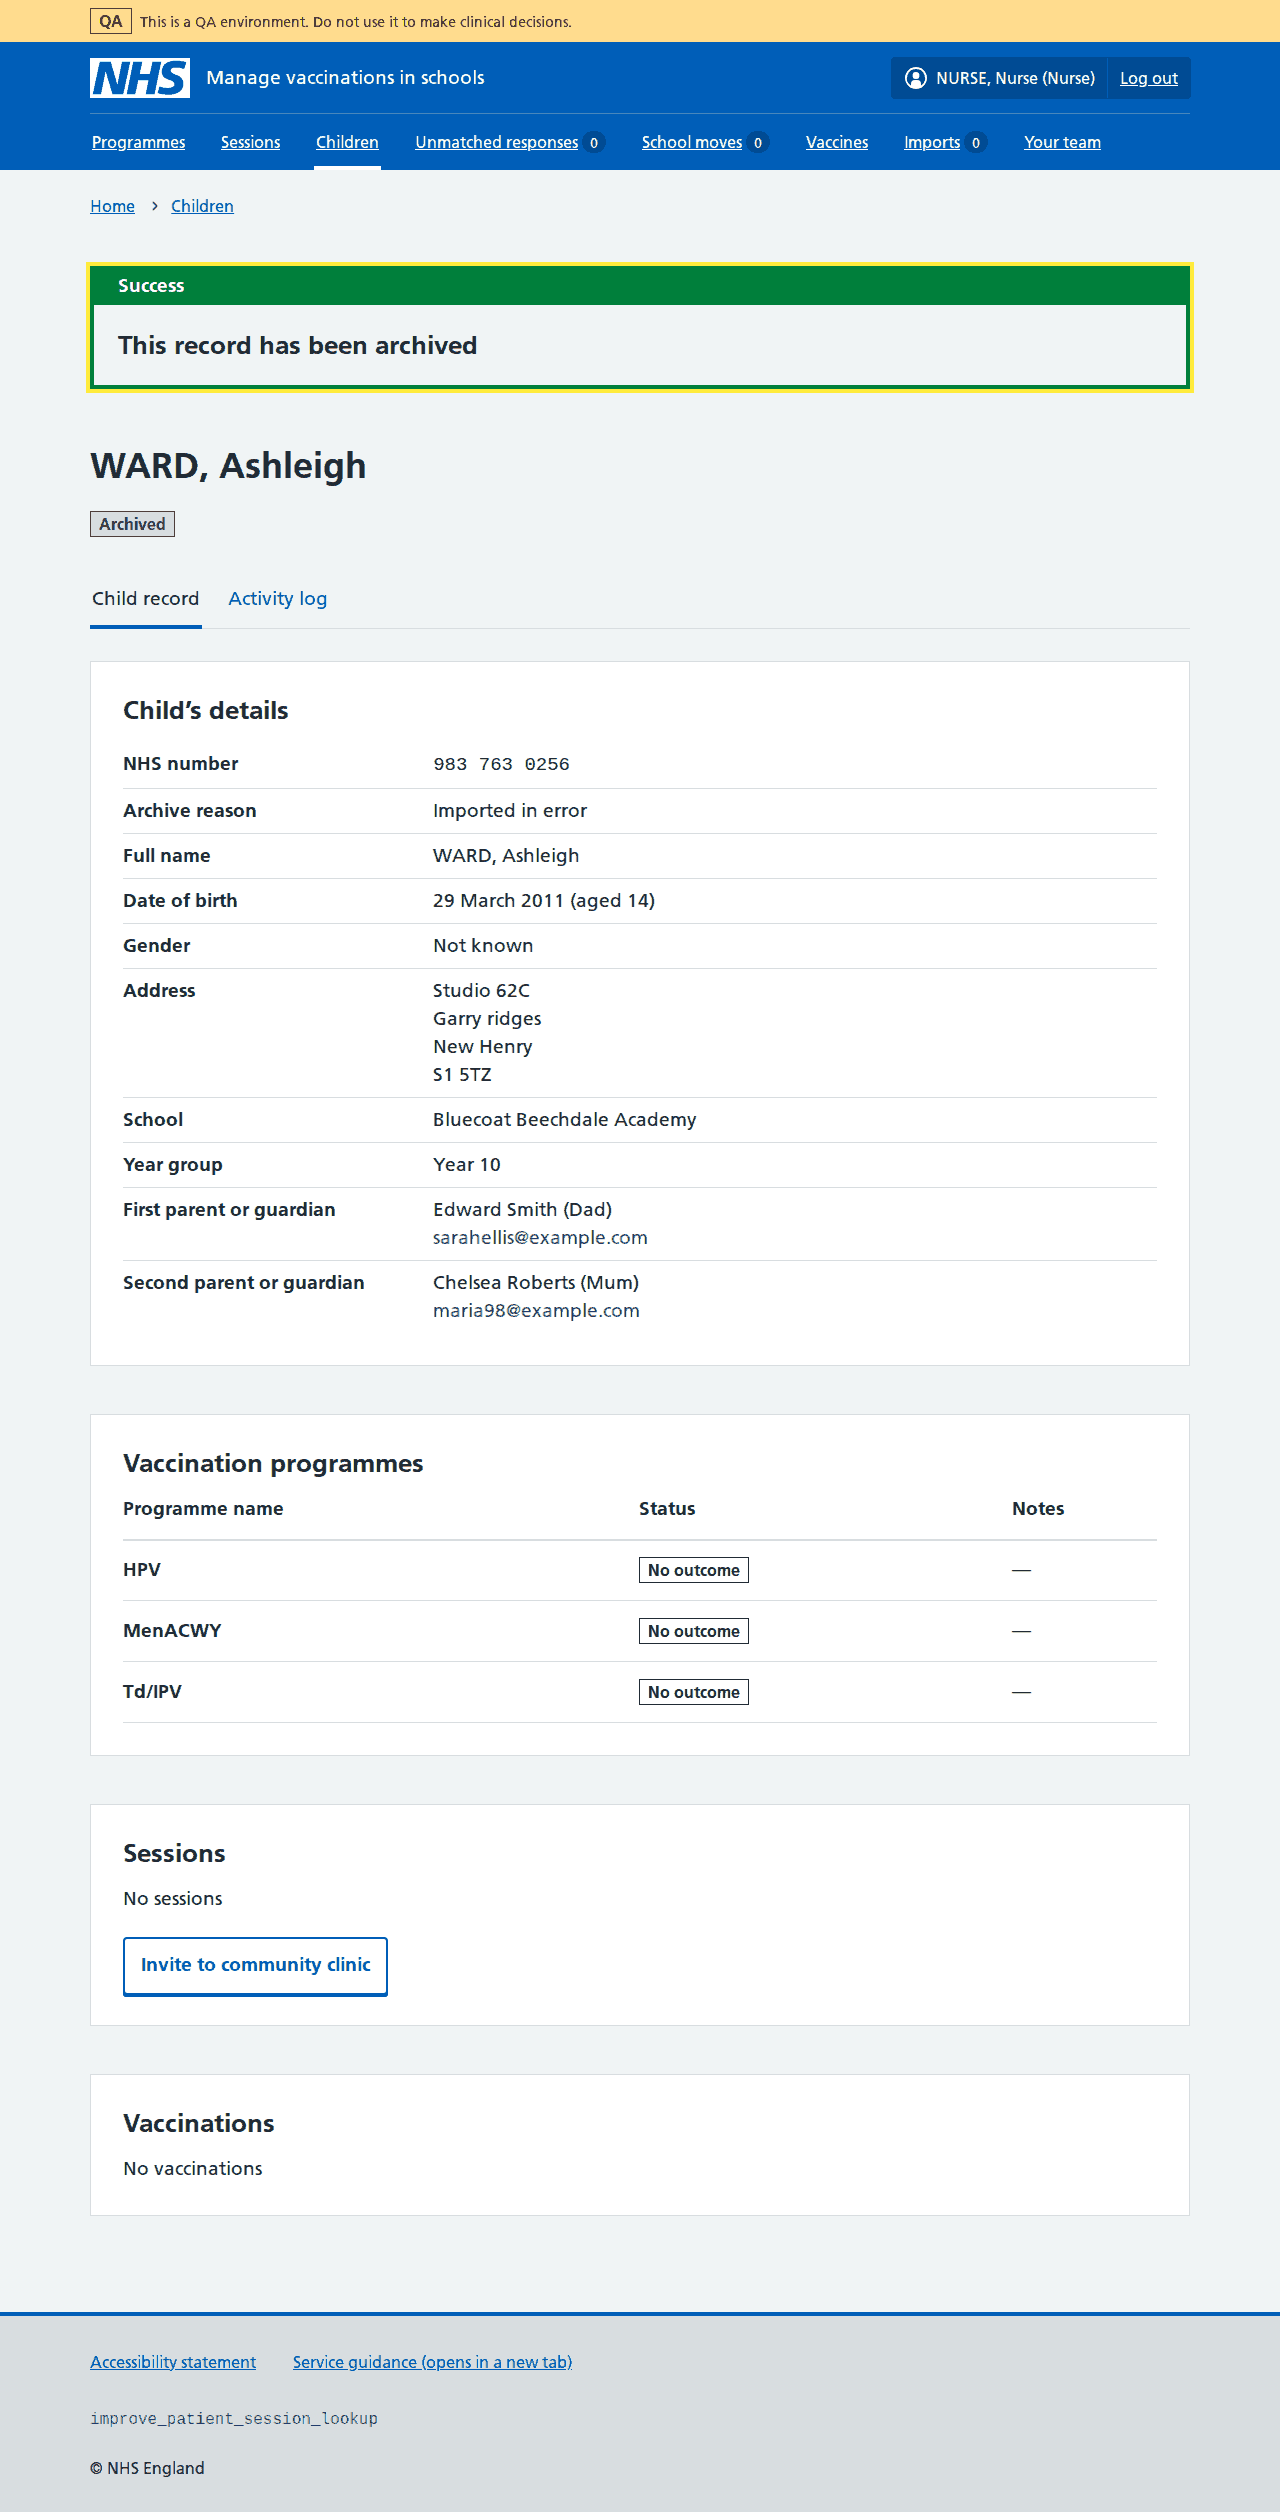 QA This is a QA environment. Do not use it to make clinical decisions.
NHS Manage vaccinations in schools NURSE, Nurse (Nurse) Log out
Programmes Sessions Children Unmatched responses 0 School moves 0 Vaccines Imports 0 Your team
Home › Children
Success
This record has been archived
WARD, Ashleigh
Archived
Child record Activity log
Child’s details
NHS number 983 763 0256
Archive reason Imported in error
Full name WARD, Ashleigh
Date of birth 29 March 2011 (aged 14)
Gender Not known
Address Studio 62C
Garry ridges
New Henry
S1 5TZ
School Bluecoat Beechdale Academy
Year group Year 10
First parent or guardian Edward Smith (Dad)
sarahellis@example.com
Second parent or guardian Chelsea Roberts (Mum)
maria98@example.com
Vaccination programmes
Programme name Status Notes
HPV No outcome —
MenACWY No outcome —
Td/IPV No outcome —
Sessions
No sessions
Invite to community clinic
Vaccinations
No vaccinations
Accessibility statement Service guidance (opens in a new tab)
improve_patient_session_lookup
© NHS England